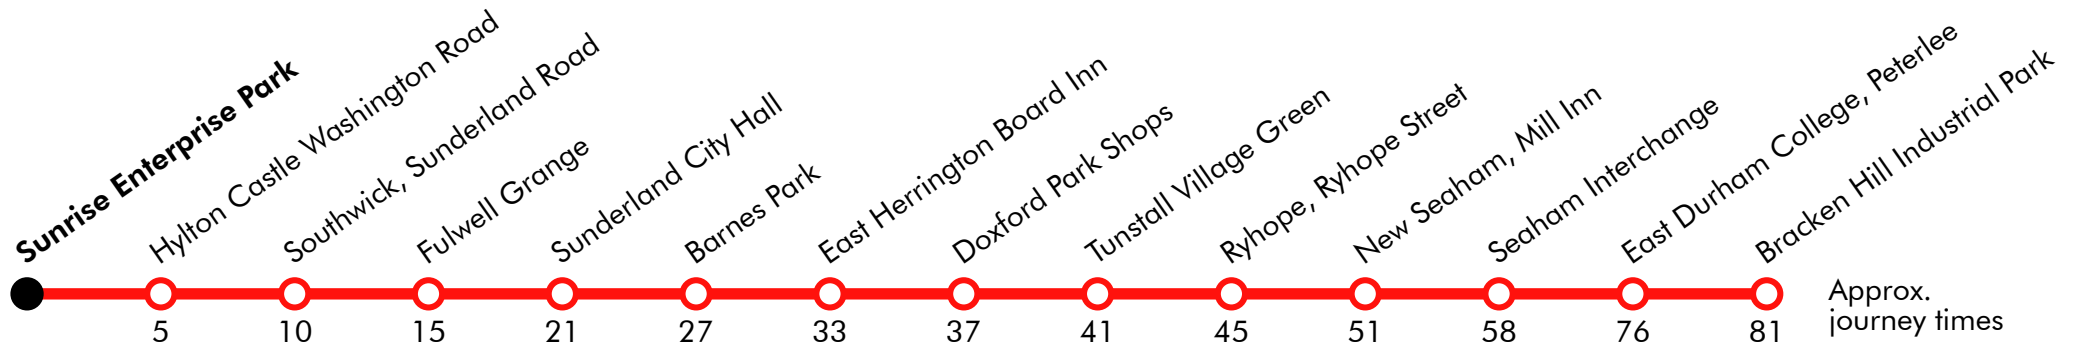 Sunrise Enterprise Park
Hylton Castle Washington Road
Southwick, Sunderland Road
Fulwell Grange
Sunderland City Hall
Barnes Park
East Herrington Board Inn
Doxford Park Shops
Tunstall Village Green
Ryhope, Ryhope Street
New Seaham, Mill Inn
Seaham Interchange
East Durham College, Peterlee
Bracken Hill Industrial Park
5 10 15 21 27 33 37 41 45 51 58 76 81
Approx.
journey times